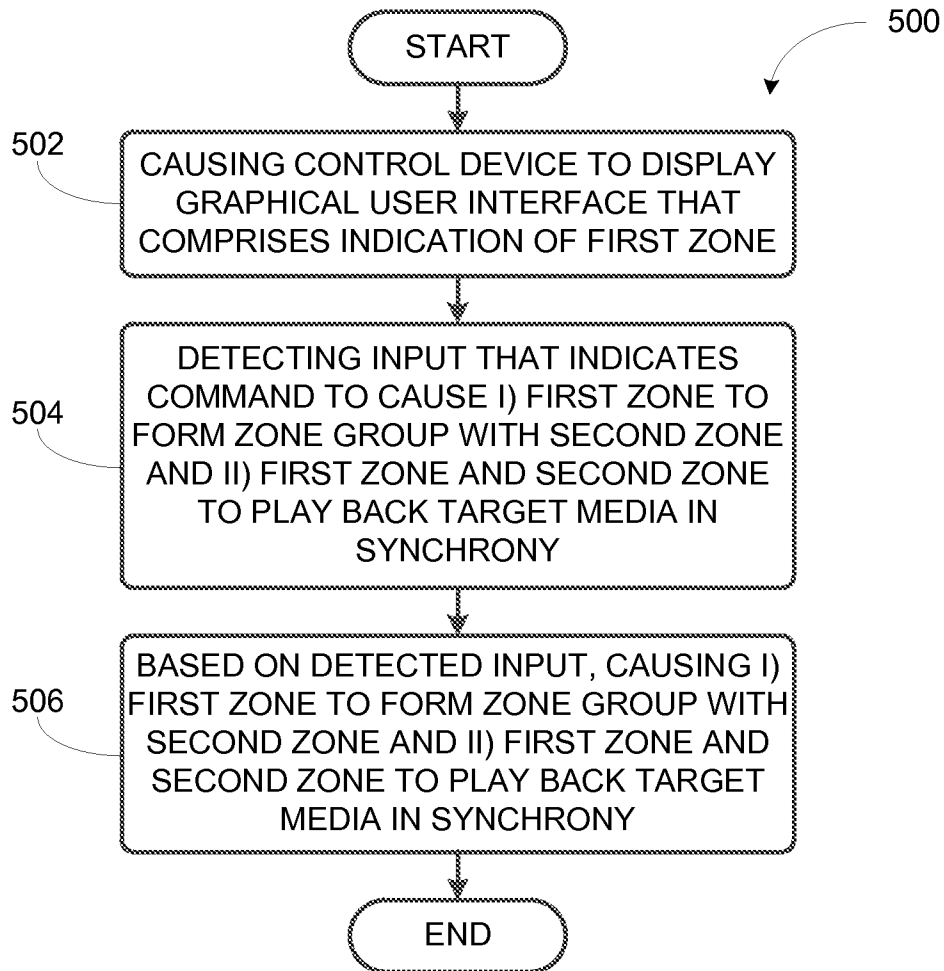 500
START
502
CAUSING CONTROL DEVICE TO DISPLAY
GRAPHICAL USER INTERFACE THAT
COMPRISES INDICATION OF FIRST ZONE
504
DETECTING INPUT THAT INDICATES
COMMAND TO CAUSE I) FIRST ZONE TO
FORM ZONE GROUP WITH SECOND ZONE
AND II) FIRST ZONE AND SECOND ZONE
TO PLAY BACK TARGET MEDIA IN
SYNCHRONY
506
BASED ON DETECTED INPUT, CAUSING I)
FIRST ZONE TO FORM ZONE GROUP WITH
SECOND ZONE AND II) FIRST ZONE AND
SECOND ZONE TO PLAY BACK TARGET
MEDIA IN SYNCHRONY
END